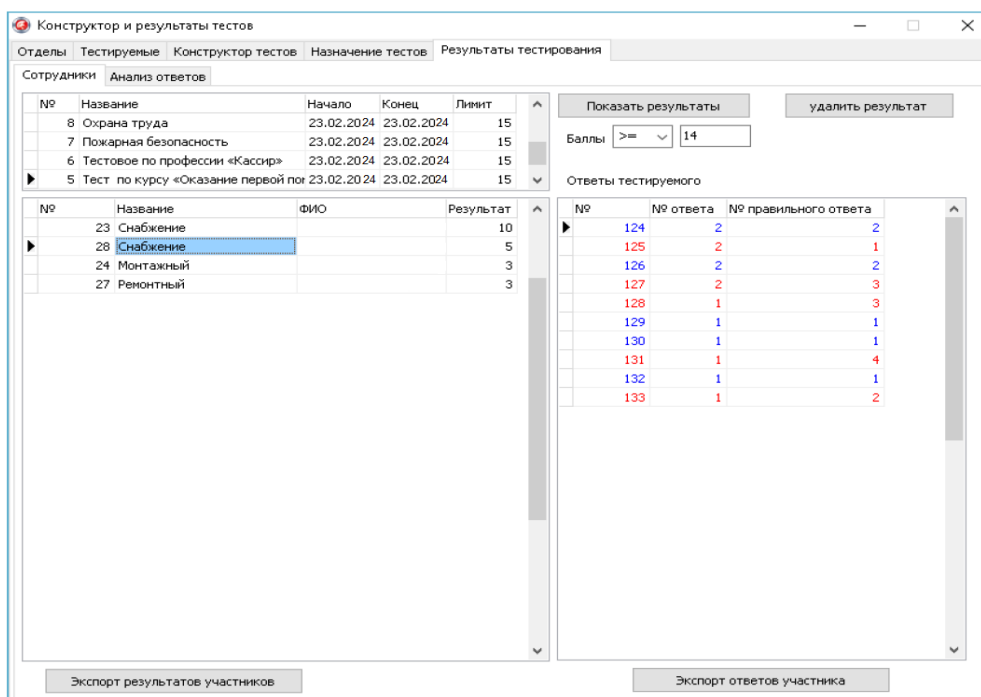 Конструктор и результаты тестов
Отделы Тестируемые Конструктор тестов Назначение тестов Результаты тестирования
Сотрудники Анализ ответов
№ Название Начало Конец Лимит
8 Охрана труда 23.02.2024 23.02.2024 15
7 Пожарная безопасность 23.02.2024 23.02.2024 15
6 Тестовое по профессии «Кассир» 23.02.2024 23.02.2024 15
5 Тест по курсу «Оказание первой пог 23.02.2024 23.02.2024 15
Показать результаты удалить результат
Баллы >= 14
№ Название ФИО Результат
23 Снабжение 10
28 Снабжение 5
24 Монтажный 3
27 Ремонтный 3
Ответы тестируемого
№ № ответа № правильного ответа
124 2 2
125 2 1
126 2 2
127 2 3
128 1 3
129 1 1
130 1 1
131 1 4
132 1 1
133 1 2
Экспорт результатов участников
Экспорт ответов участника